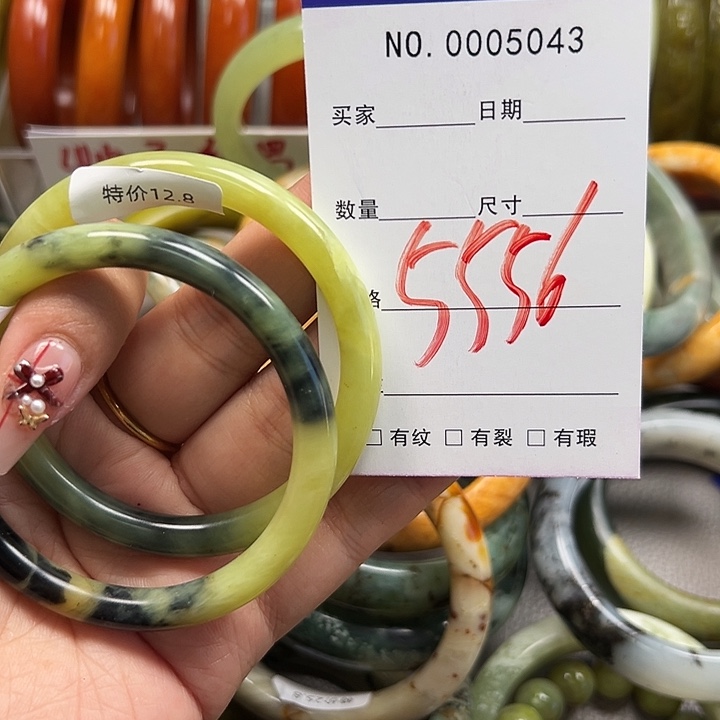 NO. 0005043
买家 日期
特价12.8
数量 尺寸
格 5556
□ 有纹 □ 有裂 □ 有瑕